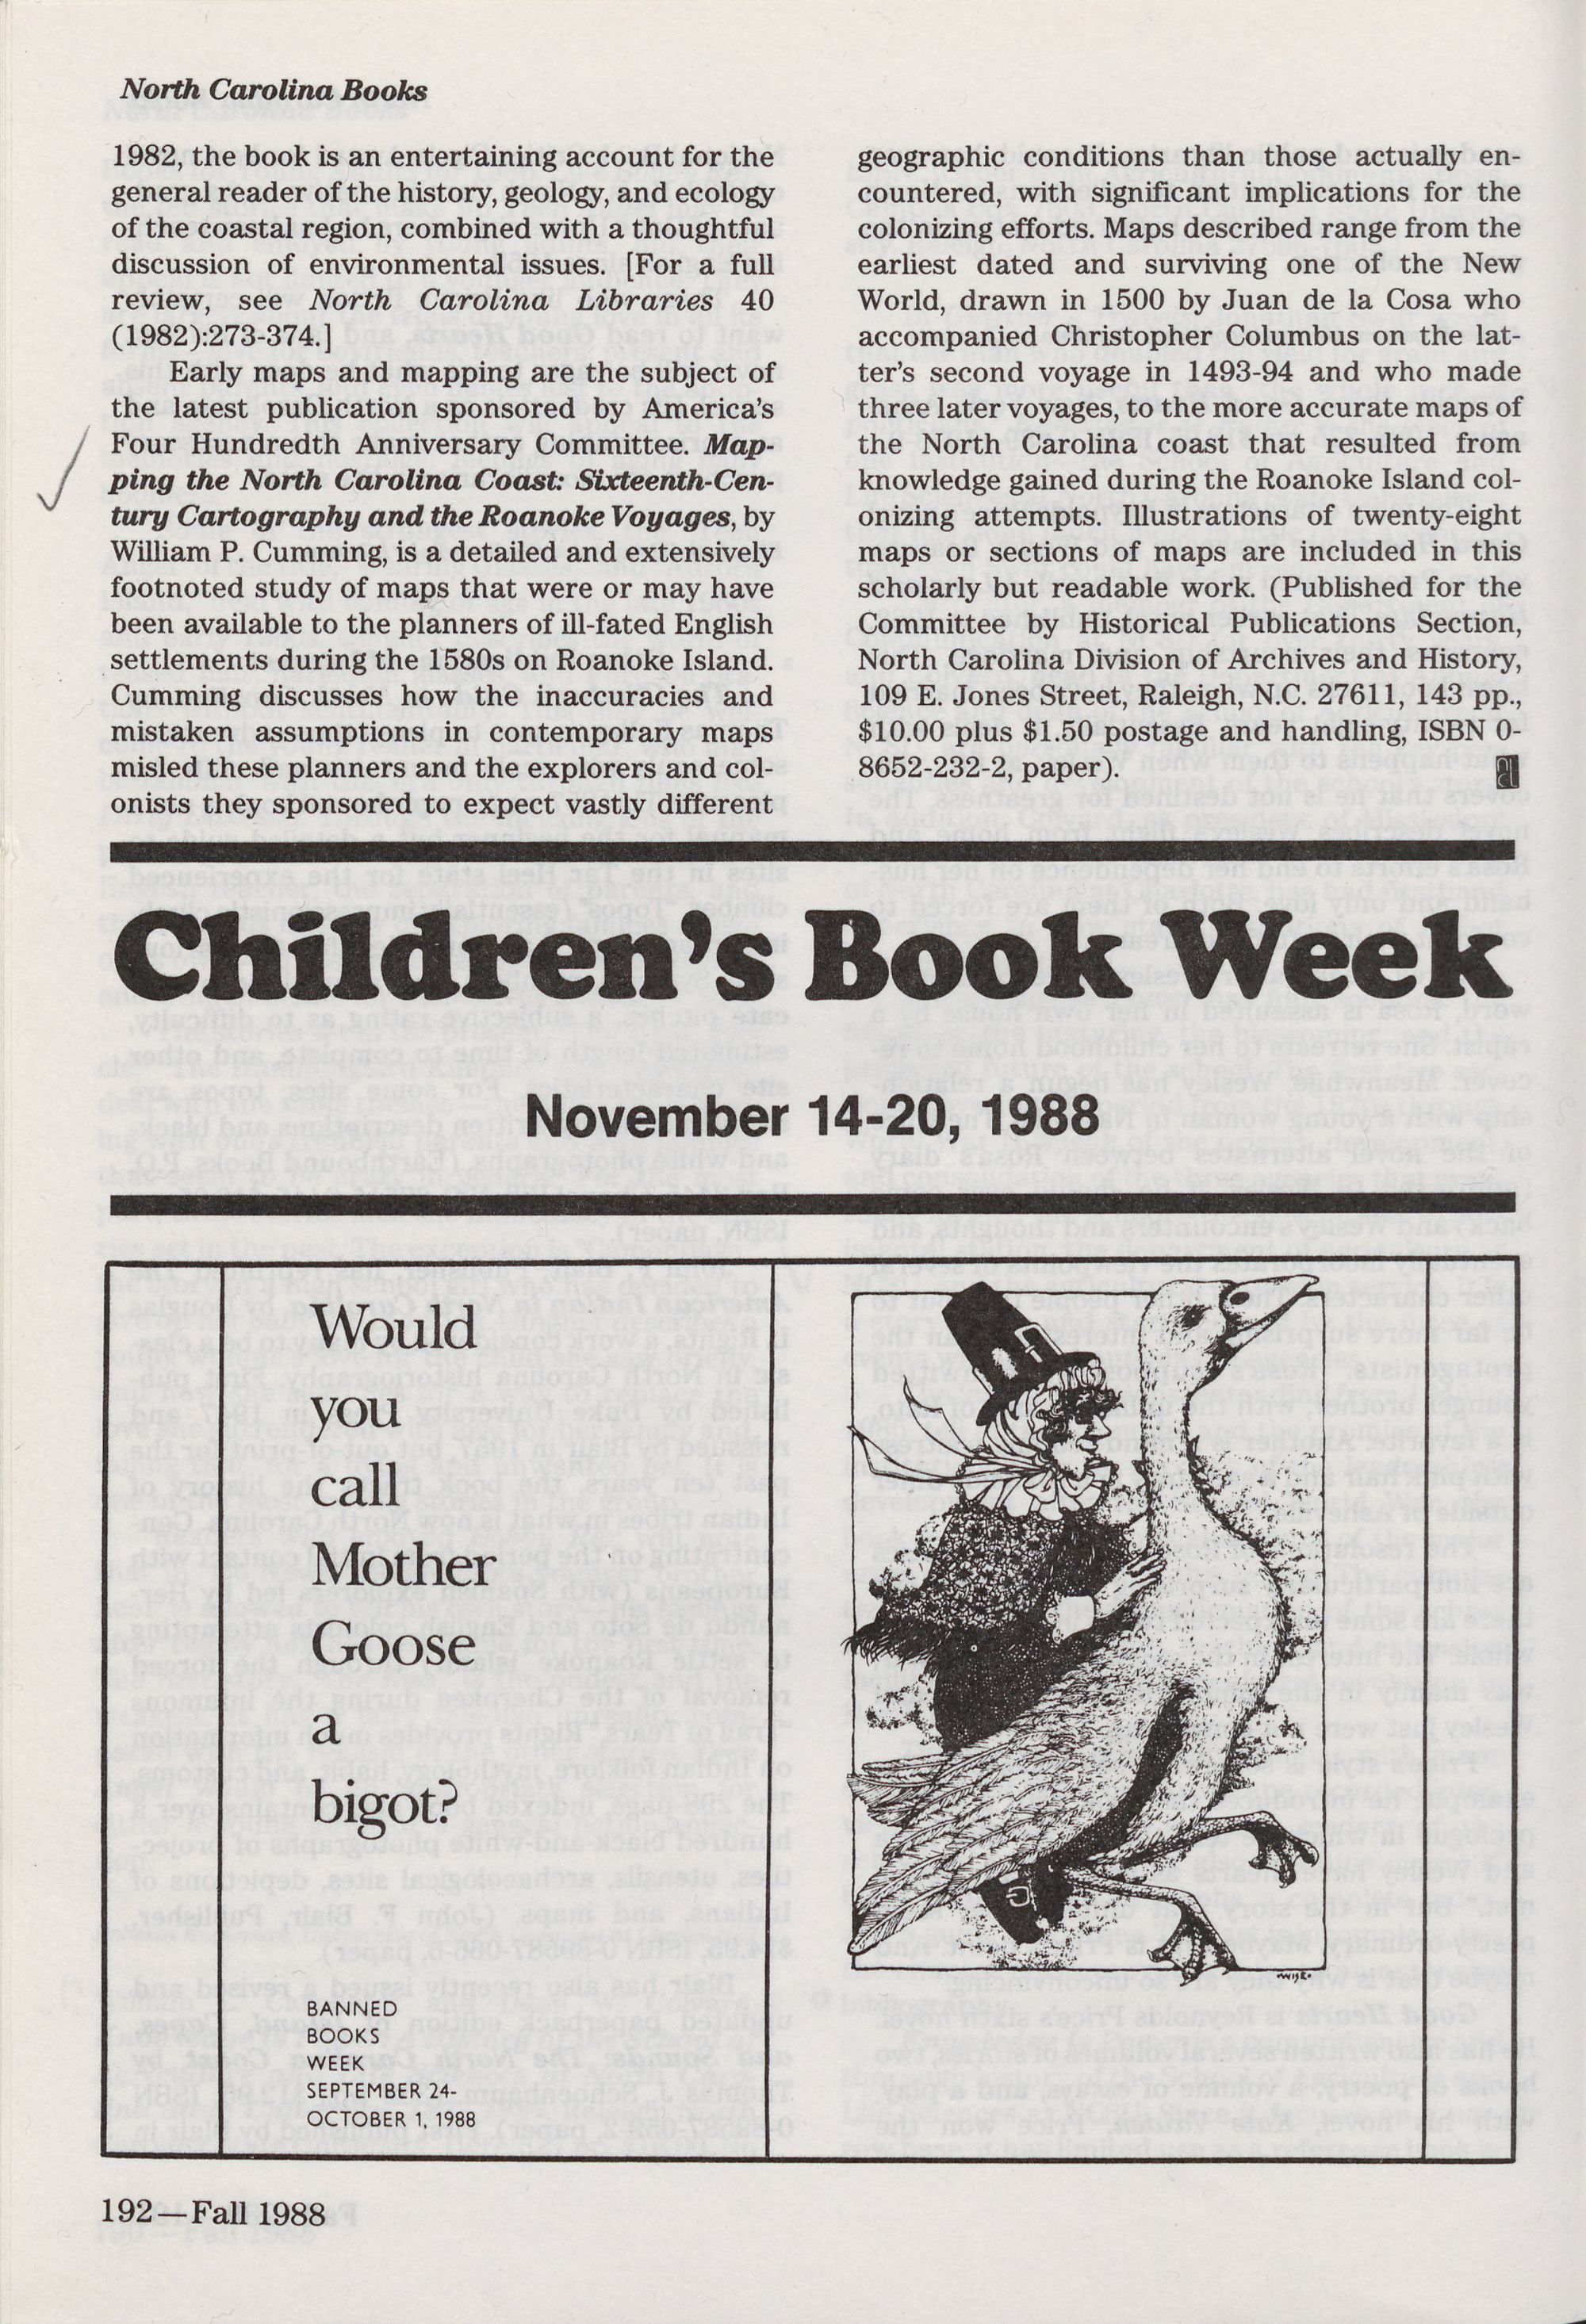 North Carolina Books
1982, the book is an entertaining account for the
general reader of the history, geology, and ecology
of the coastal region, combined with a thoughtful
discussion of environmental issues. [For a full
review, see North Carolina Libraries 40
(1982):273-374.]
Early maps and mapping are the subject of
the latest publication sponsored by America's
Four Hundredth Anniversary Committee. Map-
ping the North Carolina Coast: Sixteenth-Cen-
tury Cartography and the Roanoke Voyages, by
William P. Cumming, is a detailed and extensively
footnoted study of maps that were or may have
been available to the planners of ill-fated English
settlements during the 1580s on Roanoke Island.
Cumming discusses how the inaccuracies and
mistaken assumptions in contemporary maps
misled these planners and the explorers and col-
onists they sponsored to expect vastly different
geographic conditions than those actually en-
countered, with significant implications for the
colonizing efforts. Maps described range from the
earliest dated and surviving one of the New
World, drawn in 1500 by Juan de la Cosa who
accompanied Christopher Columbus on the lat-
ter's second voyage in 1493-94 and who made
three later voyages, to the more accurate maps of
the North Carolina coast that resulted from
knowledge gained during the Roanoke Island col-
onizing attempts. Illustrations of twenty-eight
maps or sections of maps are included in this
scholarly but readable work. (Published for the
Committee by Historical Publications Section,
North Carolina Division of Archives and History,
109 E. Jones Street, Raleigh, N.C. 27611, 143 pp.,
$10.00 plus $1.50 postage and handling, ISBN 0-
8652-232-2, paper).
Children's Book Week
November 14-20, 1988
Would
you
call
Mother
Goose
a
bigot?
BANNED
BOOKS
WEEK
SEPTEMBER 24-
OCTOBER 1, 1988
192—Fall 1988